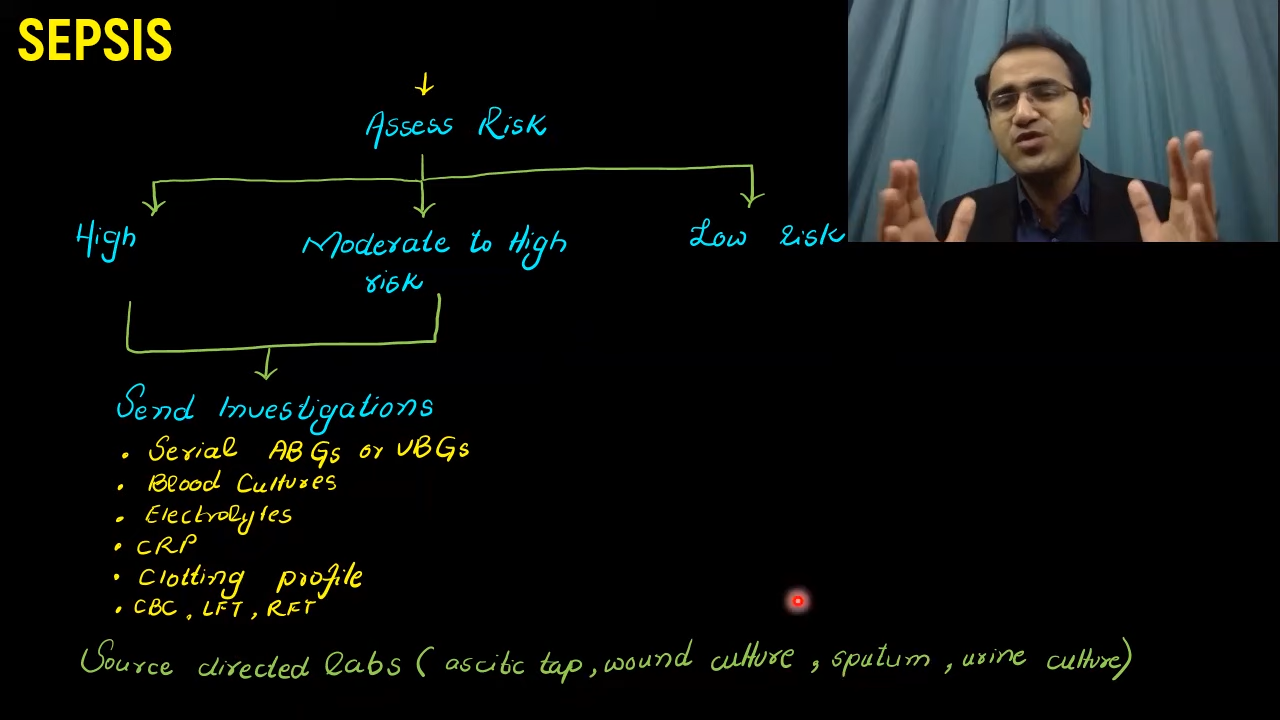 SEPSIS
Assess Risk
High
Moderate to High
risk
Low risk
Send Investigations
• Serial ABGs or VBGs
• Blood Cultures
• Electrolytes
• CRP
• Clotting profile
• CBC, LFT, RFT
Source directed labs (ascitic tap, wound culture, sputum, urine culture)